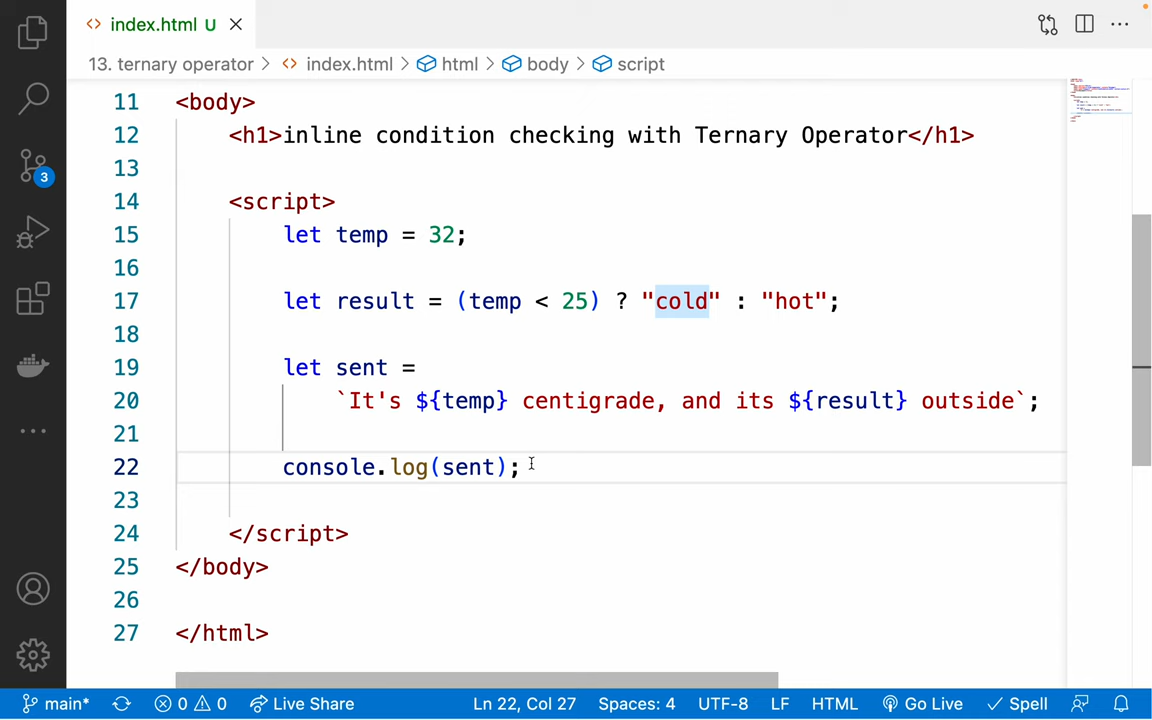 index.html U
13. ternary operator > index.html > html > body > script
11 <body>
12 <h1>inline condition checking with Ternary Operator</h1>
13
14 <script>
15 let temp = 32;
16
17 let result = (temp < 25) ? "cold" : "hot";
18
19 let sent =
20 `It's ${temp} centigrade, and its ${result} outside`;
21
22 console.log(sent);
23
24 </script>
25 </body>
26
27 </html>
3
main* 0 0 Live Share Ln 22, Col 27 Spaces: 4 UTF-8 LF HTML Go Live Spell